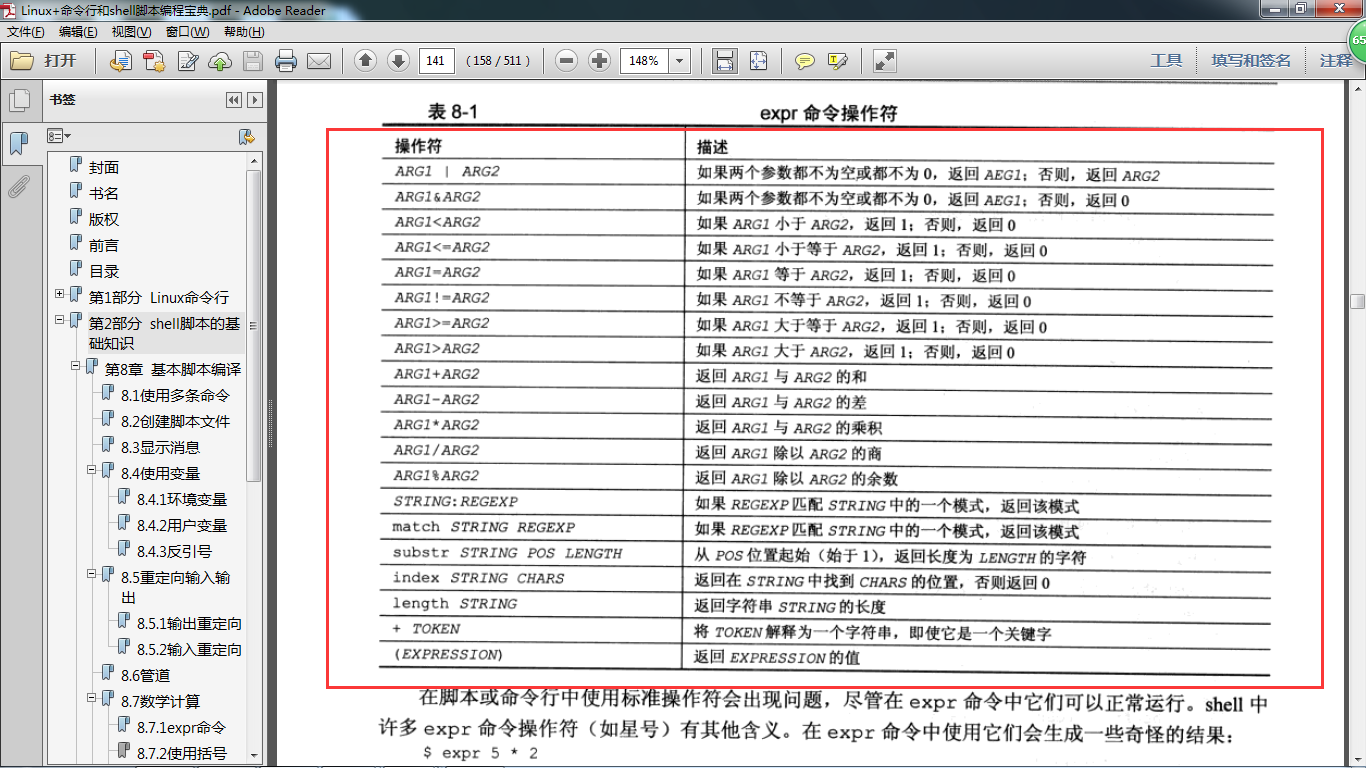 Linux+命令行和shell脚本编程宝典.pdf - Adobe Reader
文件(F) 编辑(E) 视图(V) 窗口(W) 帮助(H)
打开 141 (158 / 511) 148% 工具 填写和签名 注释
65
书签
封面
书名
版权
前言
目录
第1部分 Linux命令行
第2部分 shell脚本的基
础知识
第8章 基本脚本编译
8.1使用多条命令
8.2创建脚本文件
8.3显示消息
8.4使用变量
8.4.1环境变量
8.4.2用户变量
8.4.3反引号
8.5重定向输入输
出
8.5.1输出重定向
8.5.2输入重定向
8.6管道
8.7数学计算
8.7.1expr命令
8.7.2使用括号
表 8-1 expr 命令操作符
操作符 描述
ARG1 | ARG2 如果两个参数都不为空或都不为 0，返回 AEG1；否则，返回 ARG2
ARG1&ARG2 如果两个参数都不为空或都不为 0，返回 AEG1；否则，返回 0
ARG1<ARG2 如果 ARG1 小于 ARG2，返回 1；否则，返回 0
ARG1<=ARG2 如果 ARG1 小于等于 ARG2，返回 1；否则，返回 0
ARG1=ARG2 如果 ARG1 等于 ARG2，返回 1；否则，返回 0
ARG1!=ARG2 如果 ARG1 不等于 ARG2，返回 1；否则，返回 0
ARG1>=ARG2 如果 ARG1 大于等于 ARG2，返回 1；否则，返回 0
ARG1>ARG2 如果 ARG1 大于 ARG2，返回 1；否则，返回 0
ARG1+ARG2 返回 ARG1 与 ARG2 的和
ARG1-ARG2 返回 ARG1 与 ARG2 的差
ARG1*ARG2 返回 ARG1 与 ARG2 的乘积
ARG1/ARG2 返回 ARG1 除以 ARG2 的商
ARG1%ARG2 返回 ARG1 除以 ARG2 的余数
STRING:REGEXP 如果 REGEXP 匹配 STRING 中的一个模式，返回该模式
match STRING REGEXP 如果 REGEXP 匹配 STRING 中的一个模式，返回该模式
substr STRING POS LENGTH 从 POS 位置起始（始于 1），返回长度为 LENGTH 的字符
index STRING CHARS 返回在 STRING 中找到 CHARS 的位置，否则返回 0
length STRING 返回字符串 STRING 的长度
+ TOKEN 将 TOKEN 解释为一个字符串，即使它是一个关键字
(EXPRESSION) 返回 EXPRESSION 的值
在脚本或命令行中使用标准操作符会出现问题，尽管在 expr 命令中它们可以正常运行。shell 中
许多 expr 命令操作符（如星号）有其他含义。在 expr 命令中使用它们会生成一些奇怪的结果：
$ expr 5 * 2